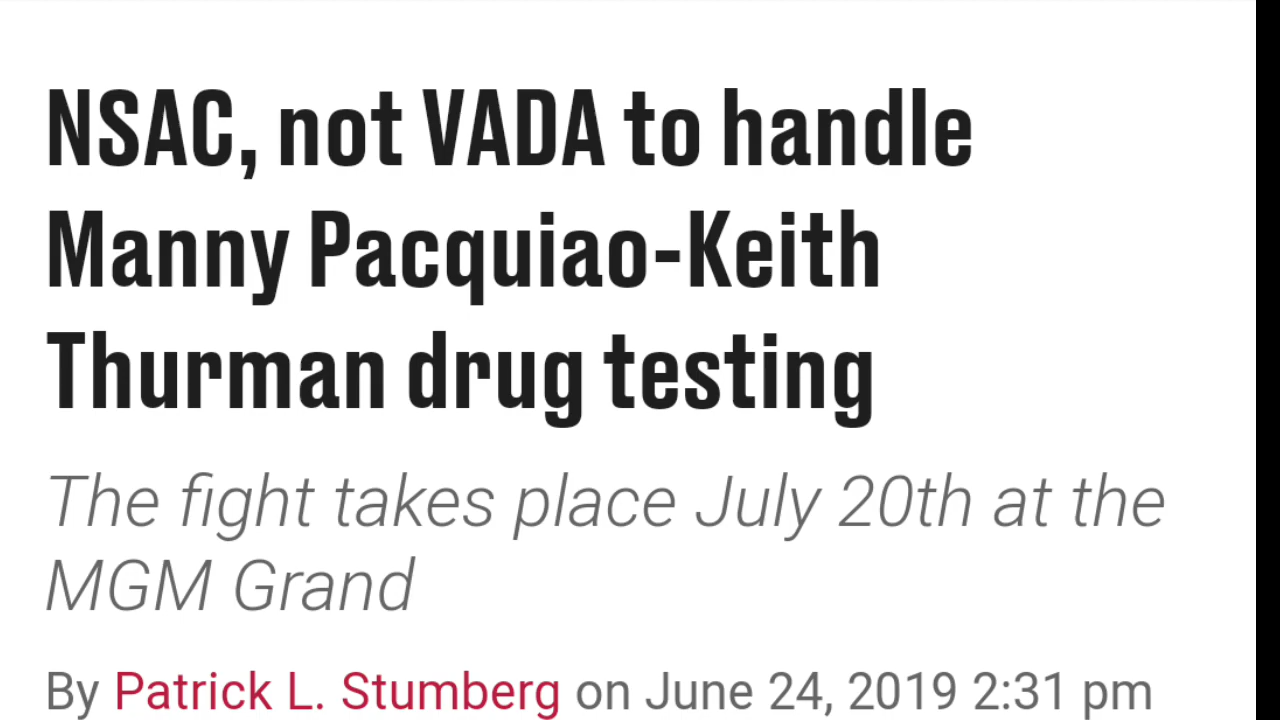 NSAC, not VADA to handle
Manny Pacquiao-Keith
Thurman drug testing
The fight takes place July 20th at the
MGM Grand
By Patrick L. Stumberg on June 24, 2019 2:31 pm